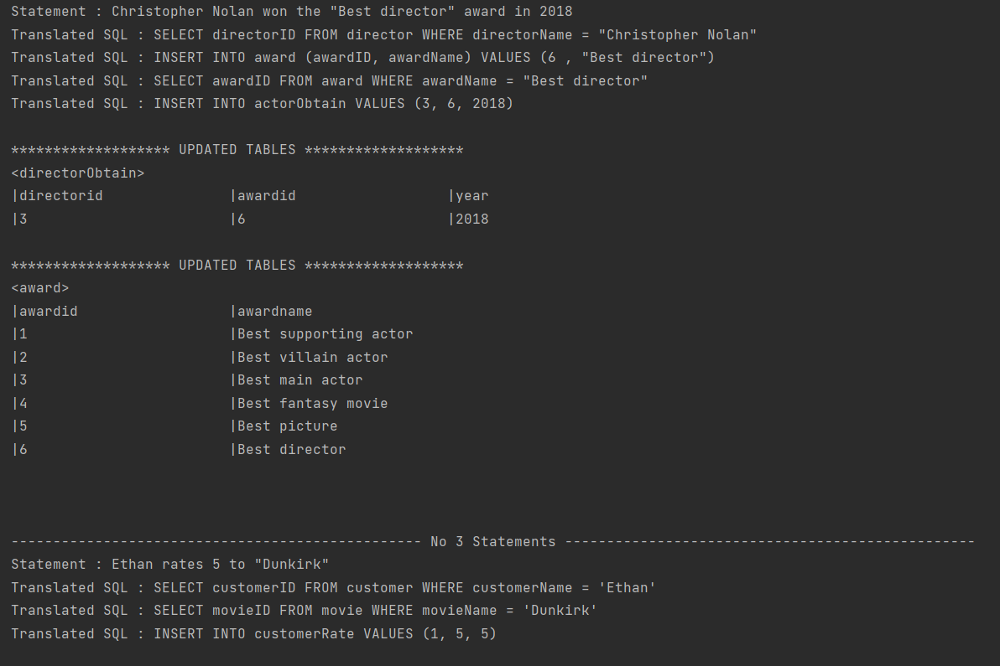 Statement : Christopher Nolan won the "Best director" award in 2018
Translated SQL : SELECT directorID FROM director WHERE directorName = "Christopher Nolan"
Translated SQL : INSERT INTO award (awardID, awardName) VALUES (6 , "Best director")
Translated SQL : SELECT awardID FROM award WHERE awardName = "Best director"
Translated SQL : INSERT INTO actorObtain VALUES (3, 6, 2018)
******************* UPDATED TABLES *******************
<directorObtain>
|directorid |awardid |year
|3 |6 |2018
******************* UPDATED TABLES *******************
<award>
|awardid |awardname
|1 |Best supporting actor
|2 |Best villain actor
|3 |Best main actor
|4 |Best fantasy movie
|5 |Best picture
|6 |Best director
------------------------------------------------- No 3 Statements -------------------------------------------------
Statement : Ethan rates 5 to "Dunkirk"
Translated SQL : SELECT customerID FROM customer WHERE customerName = 'Ethan'
Translated SQL : SELECT movieID FROM movie WHERE movieName = 'Dunkirk'
Translated SQL : INSERT INTO customerRate VALUES (1, 5, 5)